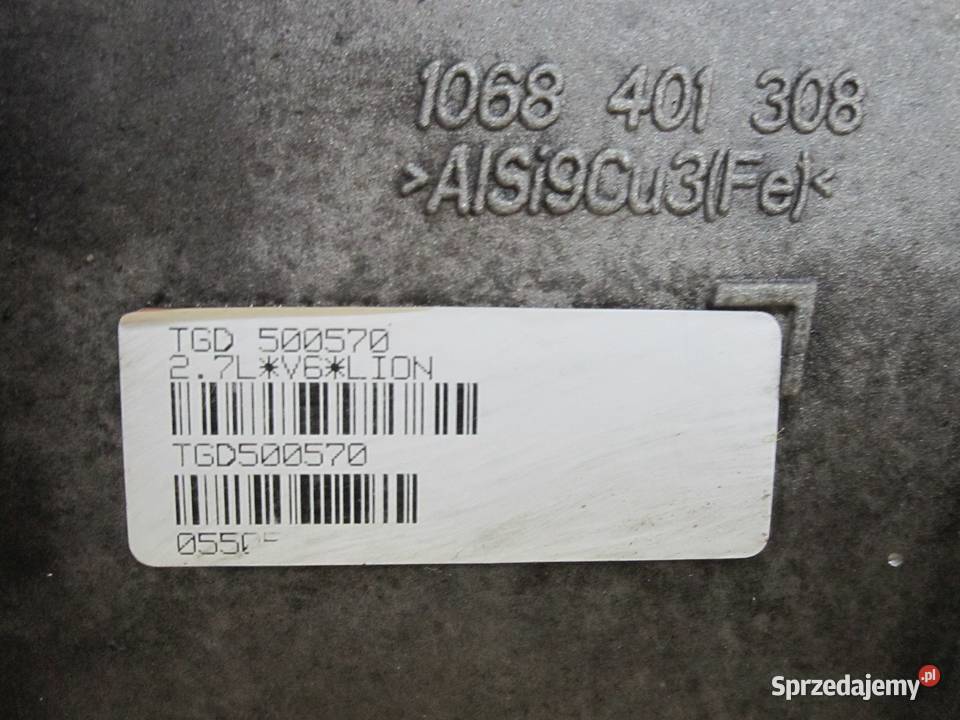 1068 401 308
>AlSi9Cu3(Fe)<
TGD 500570
2.7L*V6*LION
TGD500570
Sprzedajemy.pl